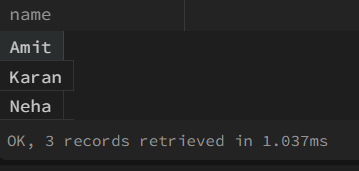 name
Amit
Karan
Neha
OK, 3 records retrieved in 1.037ms